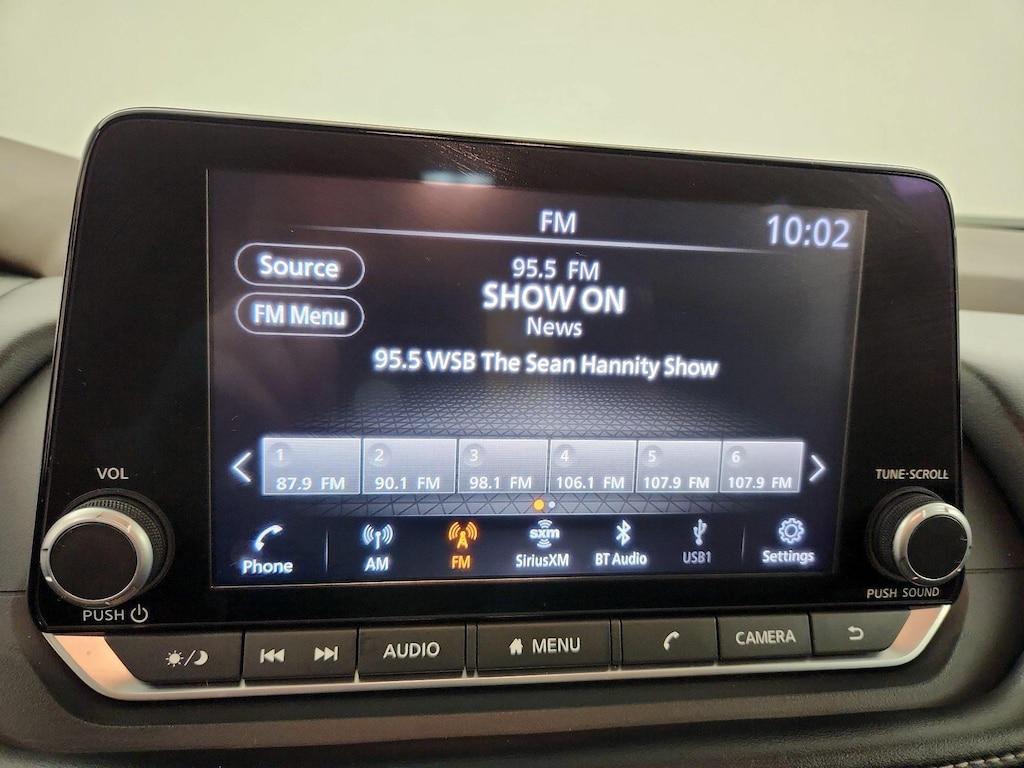 FM
10:02
Source
95.5 FM
SHOW ON
FM Menu
News
95.5 WSB The Sean Hannity Show
1
2
3
4
5
6
87.9 FM
90.1 FM
98.1 FM
106.1 FM
107.9 FM
107.9 FM
VOL
TUNE·SCROLL
sxm
Phone
AM
FM
SiriusXM
BT Audio
USB1
Settings
PUSH
PUSH SOUND
AUDIO
MENU
CAMERA